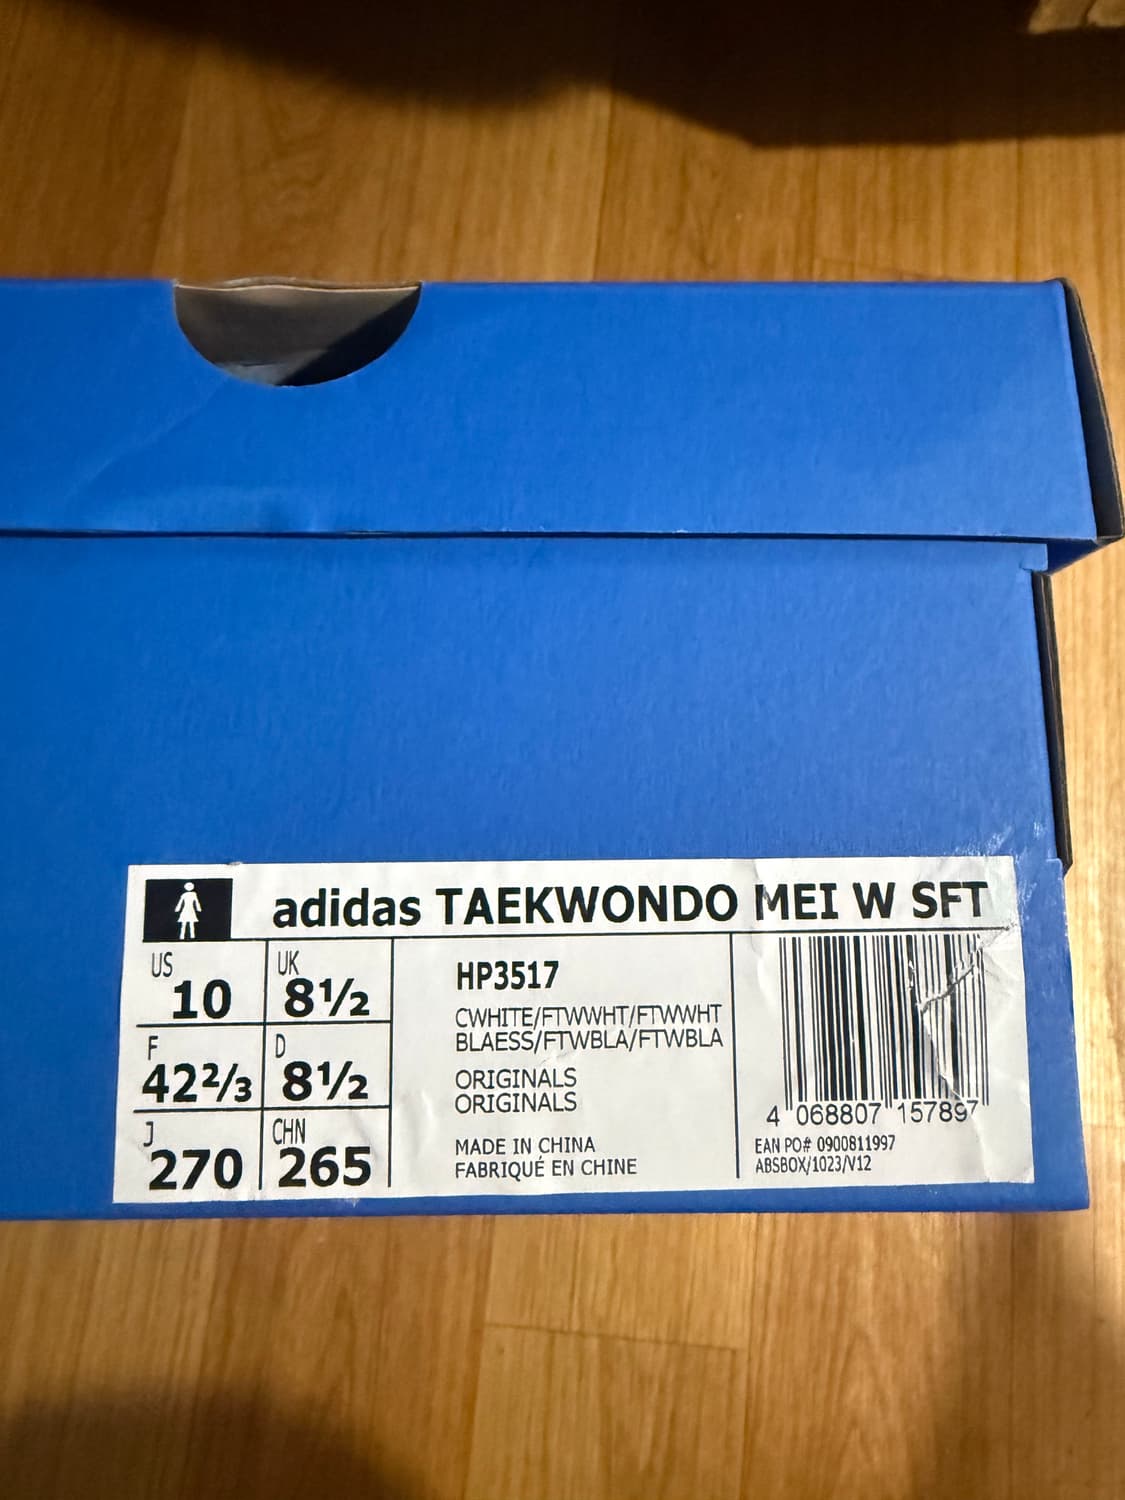 adidas TAEKWONDO MEI W SFT
US 10
UK 8½
F 42⅔
D 8½
J 270
CHN 265
HP3517
CWHITE/FTWWHT/FTWWHT
BLAESS/FTWBLA/FTWBLA
ORIGINALS
ORIGINALS
MADE IN CHINA
FABRIQUÉ EN CHINE
4 068807 157897
EAN PO# 0900811997
ABSBOX/1023/V12